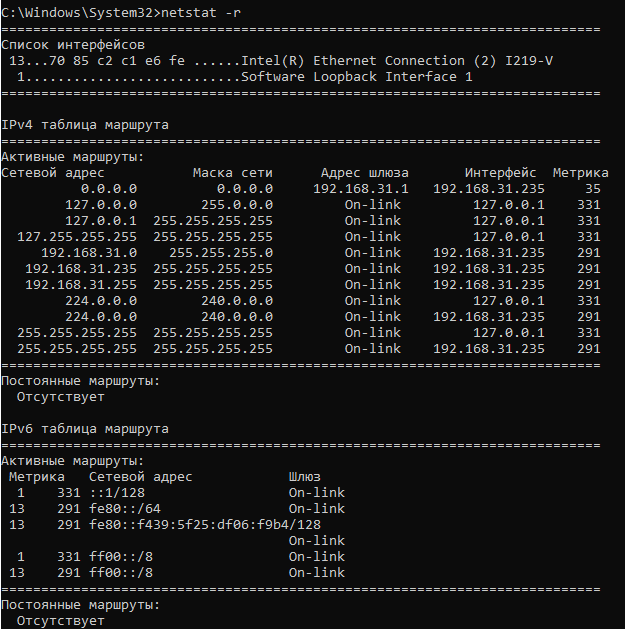 C:\Windows\System32>netstat -r
===========================================================================
Список интерфейсов
 13...70 85 c2 c1 e6 fe ......Intel(R) Ethernet Connection (2) I219-V
  1...........................Software Loopback Interface 1
===========================================================================

IPv4 таблица маршрута
===========================================================================
Активные маршруты:
Сетевой адрес           Маска сети      Адрес шлюза       Интерфейс  Метрика
          0.0.0.0          0.0.0.0     192.168.31.1   192.168.31.235     35
        127.0.0.0        255.0.0.0         On-link         127.0.0.1    331
        127.0.0.1  255.255.255.255         On-link         127.0.0.1    331
  127.255.255.255  255.255.255.255         On-link         127.0.0.1    331
     192.168.31.0    255.255.255.0         On-link    192.168.31.235    291
   192.168.31.235  255.255.255.255         On-link    192.168.31.235    291
   192.168.31.255  255.255.255.255         On-link    192.168.31.235    291
        224.0.0.0        240.0.0.0         On-link         127.0.0.1    331
        224.0.0.0        240.0.0.0         On-link    192.168.31.235    291
  255.255.255.255  255.255.255.255         On-link         127.0.0.1    331
  255.255.255.255  255.255.255.255         On-link    192.168.31.235    291
===========================================================================
Постоянные маршруты:
  Отсутствует

IPv6 таблица маршрута
===========================================================================
Активные маршруты:
 Метрика   Сетевой адрес            Шлюз
  1    331 ::1/128                  On-link
 13    291 fe80::/64                On-link
 13    291 fe80::f439:5f25:df06:f9b4/128
                                    On-link
  1    331 ff00::/8                 On-link
 13    291 ff00::/8                 On-link
===========================================================================
Постоянные маршруты:
  Отсутствует